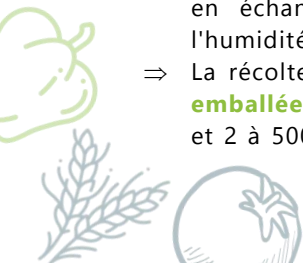 en échan
l'humidité
⇒ La récolte
emballée
et 2 à 500